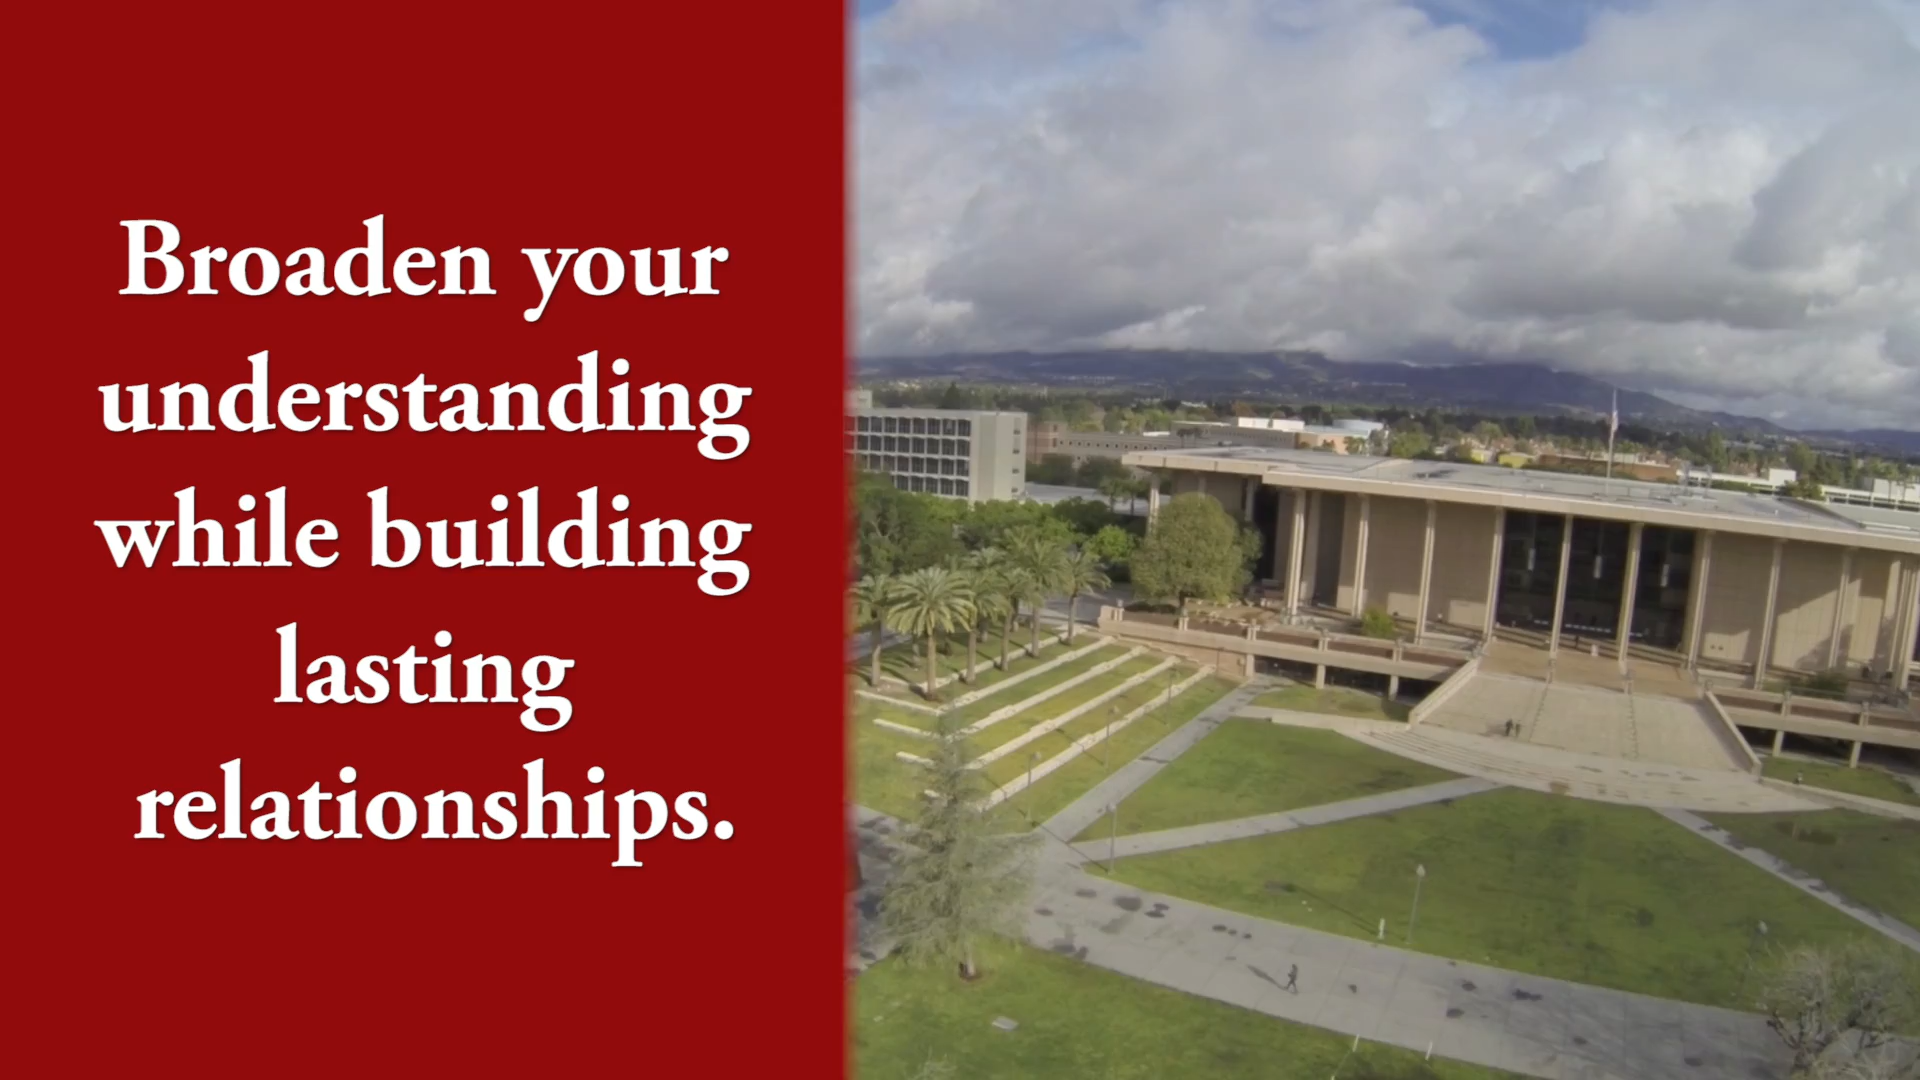 Broaden your
understanding
while building
lasting
relationships.